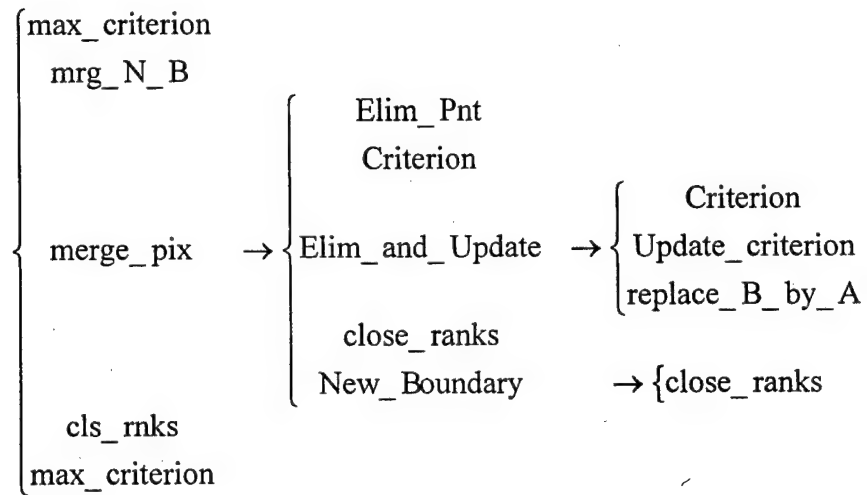 max_criterion
mrg_N_B
Elim_Pnt
Criterion
Criterion
merge_pix → Elim_and_Update → Update_criterion
replace_B_by_A
close_ranks
New_Boundary → {close_ranks
cls_rnks
max_criterion